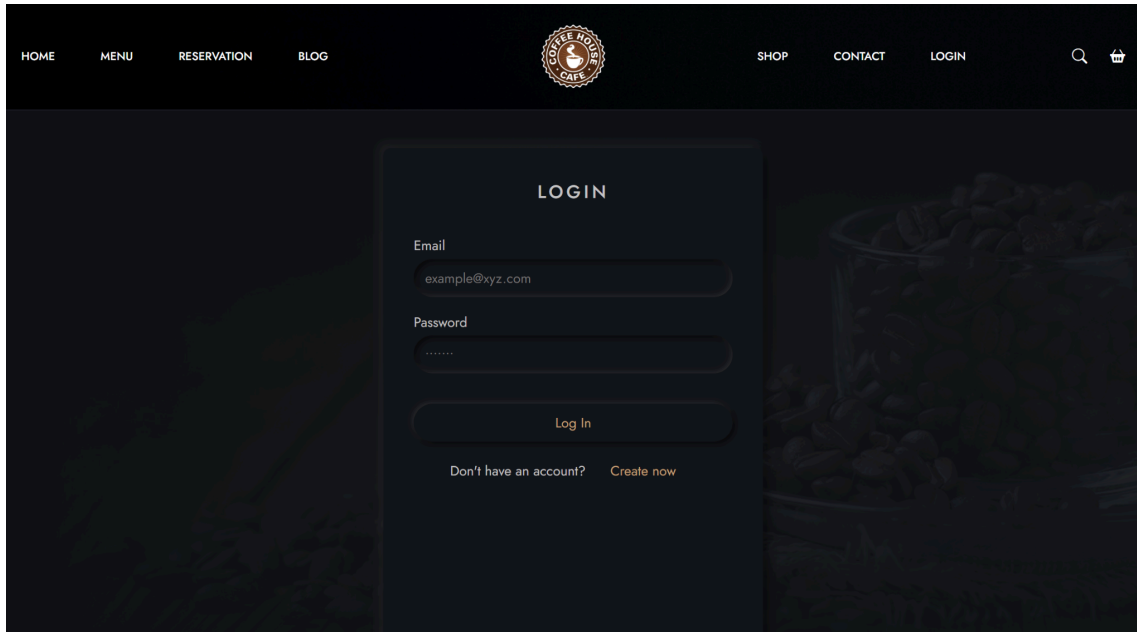 HOME MENU RESERVATION BLOG
COFFEE HOUSE
CAFE
SHOP CONTACT LOGIN
LOGIN
Email
example@xyz.com
Password
·······
Log In
Don't have an account? Create now